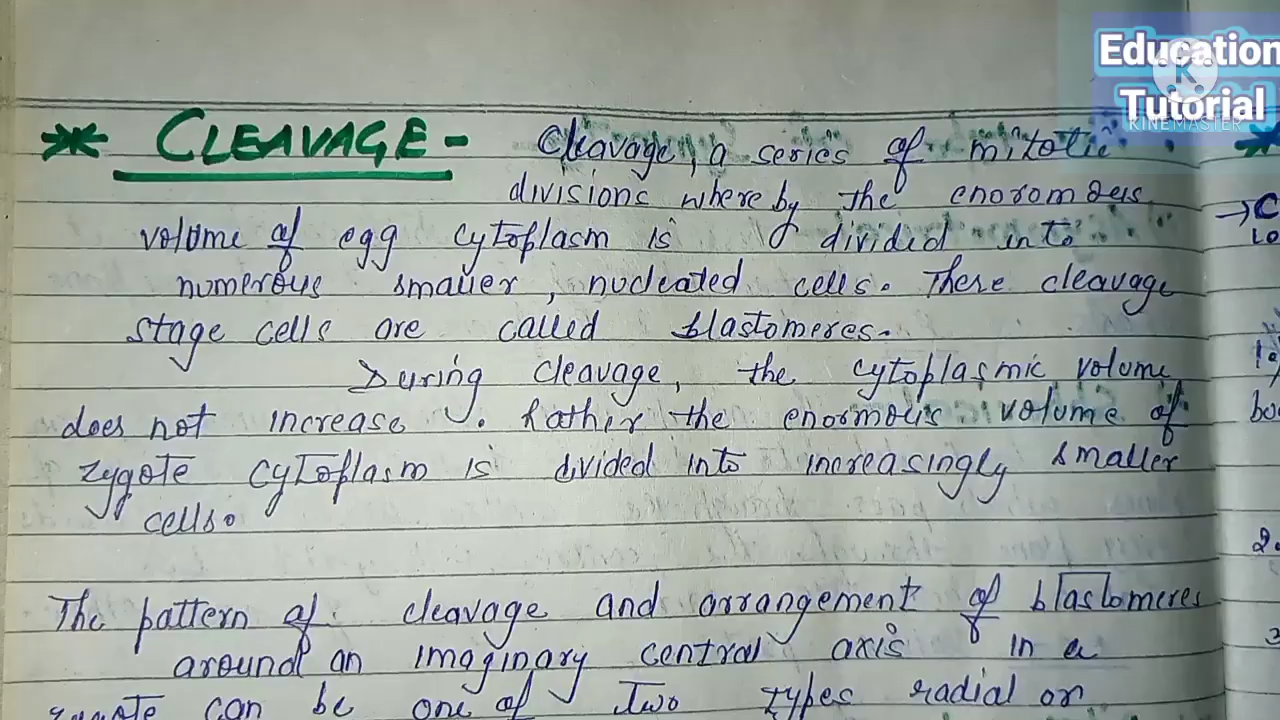 Education
Tutorial
KINEMASTER
* CLEAVAGE - Cleavage, a series of mitotic
divisions where by the enoromous
volume of egg cytoplasm is divided into
numerous smaller, nucleated cells. These cleavage
stage cells are called blastomeres.
During cleavage, the cytoplasmic volume
does not increase. Rather the enormous volume of
zygote cytoplasm is divided into increasingly smaller
cells.
The pattern of cleavage and arrangement of blastomeres
around an imaginary central axis in a
zygote can be one of two types radial or